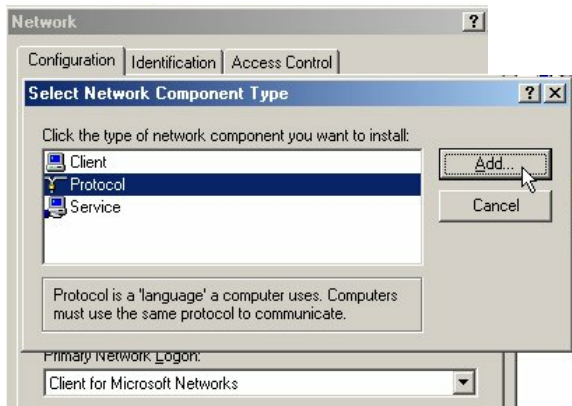 Network
Configuration Identification Access Control
Select Network Component Type
Click the type of network component you want to install:
Client
Protocol
Service
Add...
Cancel
Protocol is a 'language' a computer uses. Computers
must use the same protocol to communicate.
Primary Network Logon:
Client for Microsoft Networks